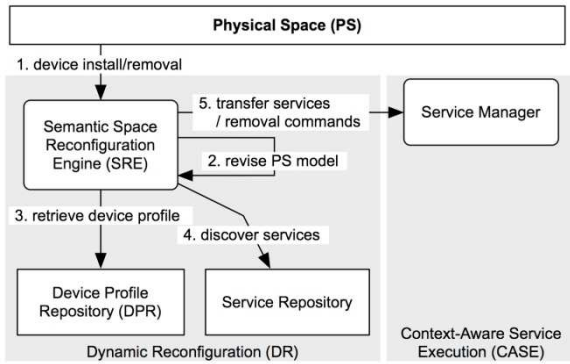 Physical Space (PS)
1. device install/removal
5. transfer services
/ removal commands
Service Manager
Semantic Space
Reconfiguration
Engine (SRE)
2. revise PS model
3. retrieve device profile
4. discover services
Device Profile
Repository (DPR)
Service Repository
Dynamic Reconfiguration (DR)
Context-Aware Service
Execution (CASE)